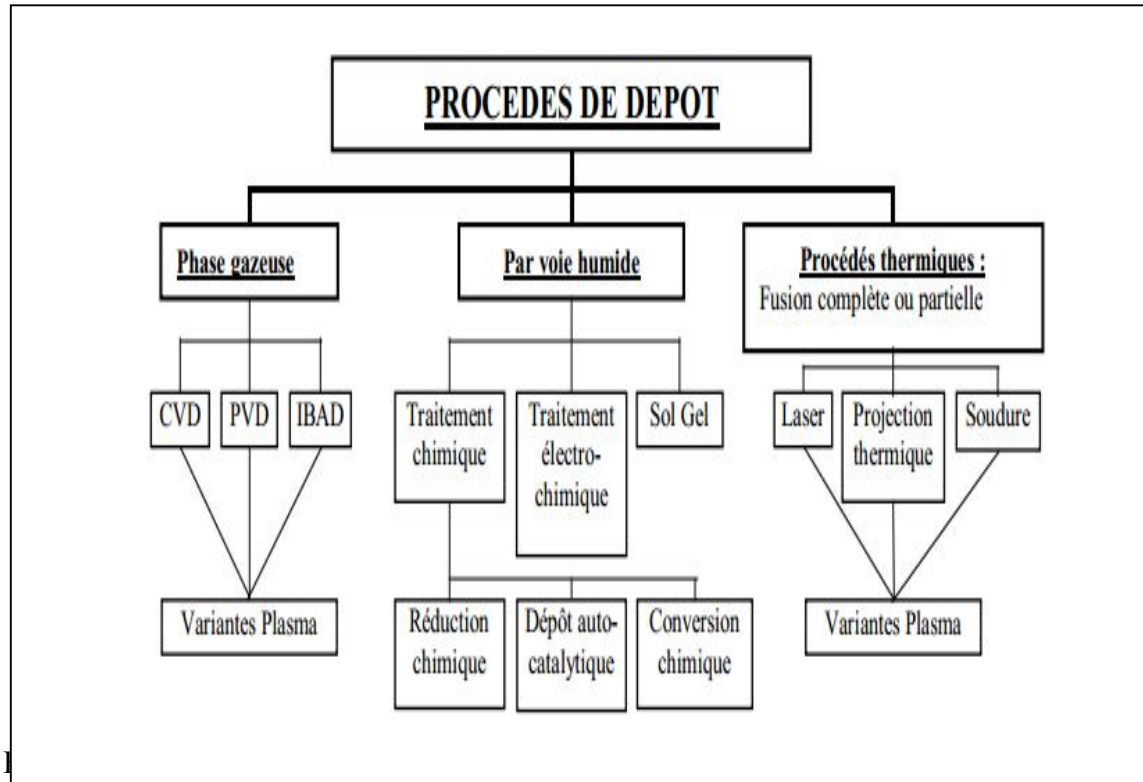 PROCEDES DE DEPOT
Phase gazeuse
Par voie humide
Procédés thermiques :
Fusion complète ou partielle
CVD
PVD
IBAD
Traitement
chimique
Traitement
électro-
chimique
Sol Gel
Laser
Projection
thermique
Soudure
Variantes Plasma
Réduction
chimique
Dépôt auto-
catalytique
Conversion
chimique
Variantes Plasma